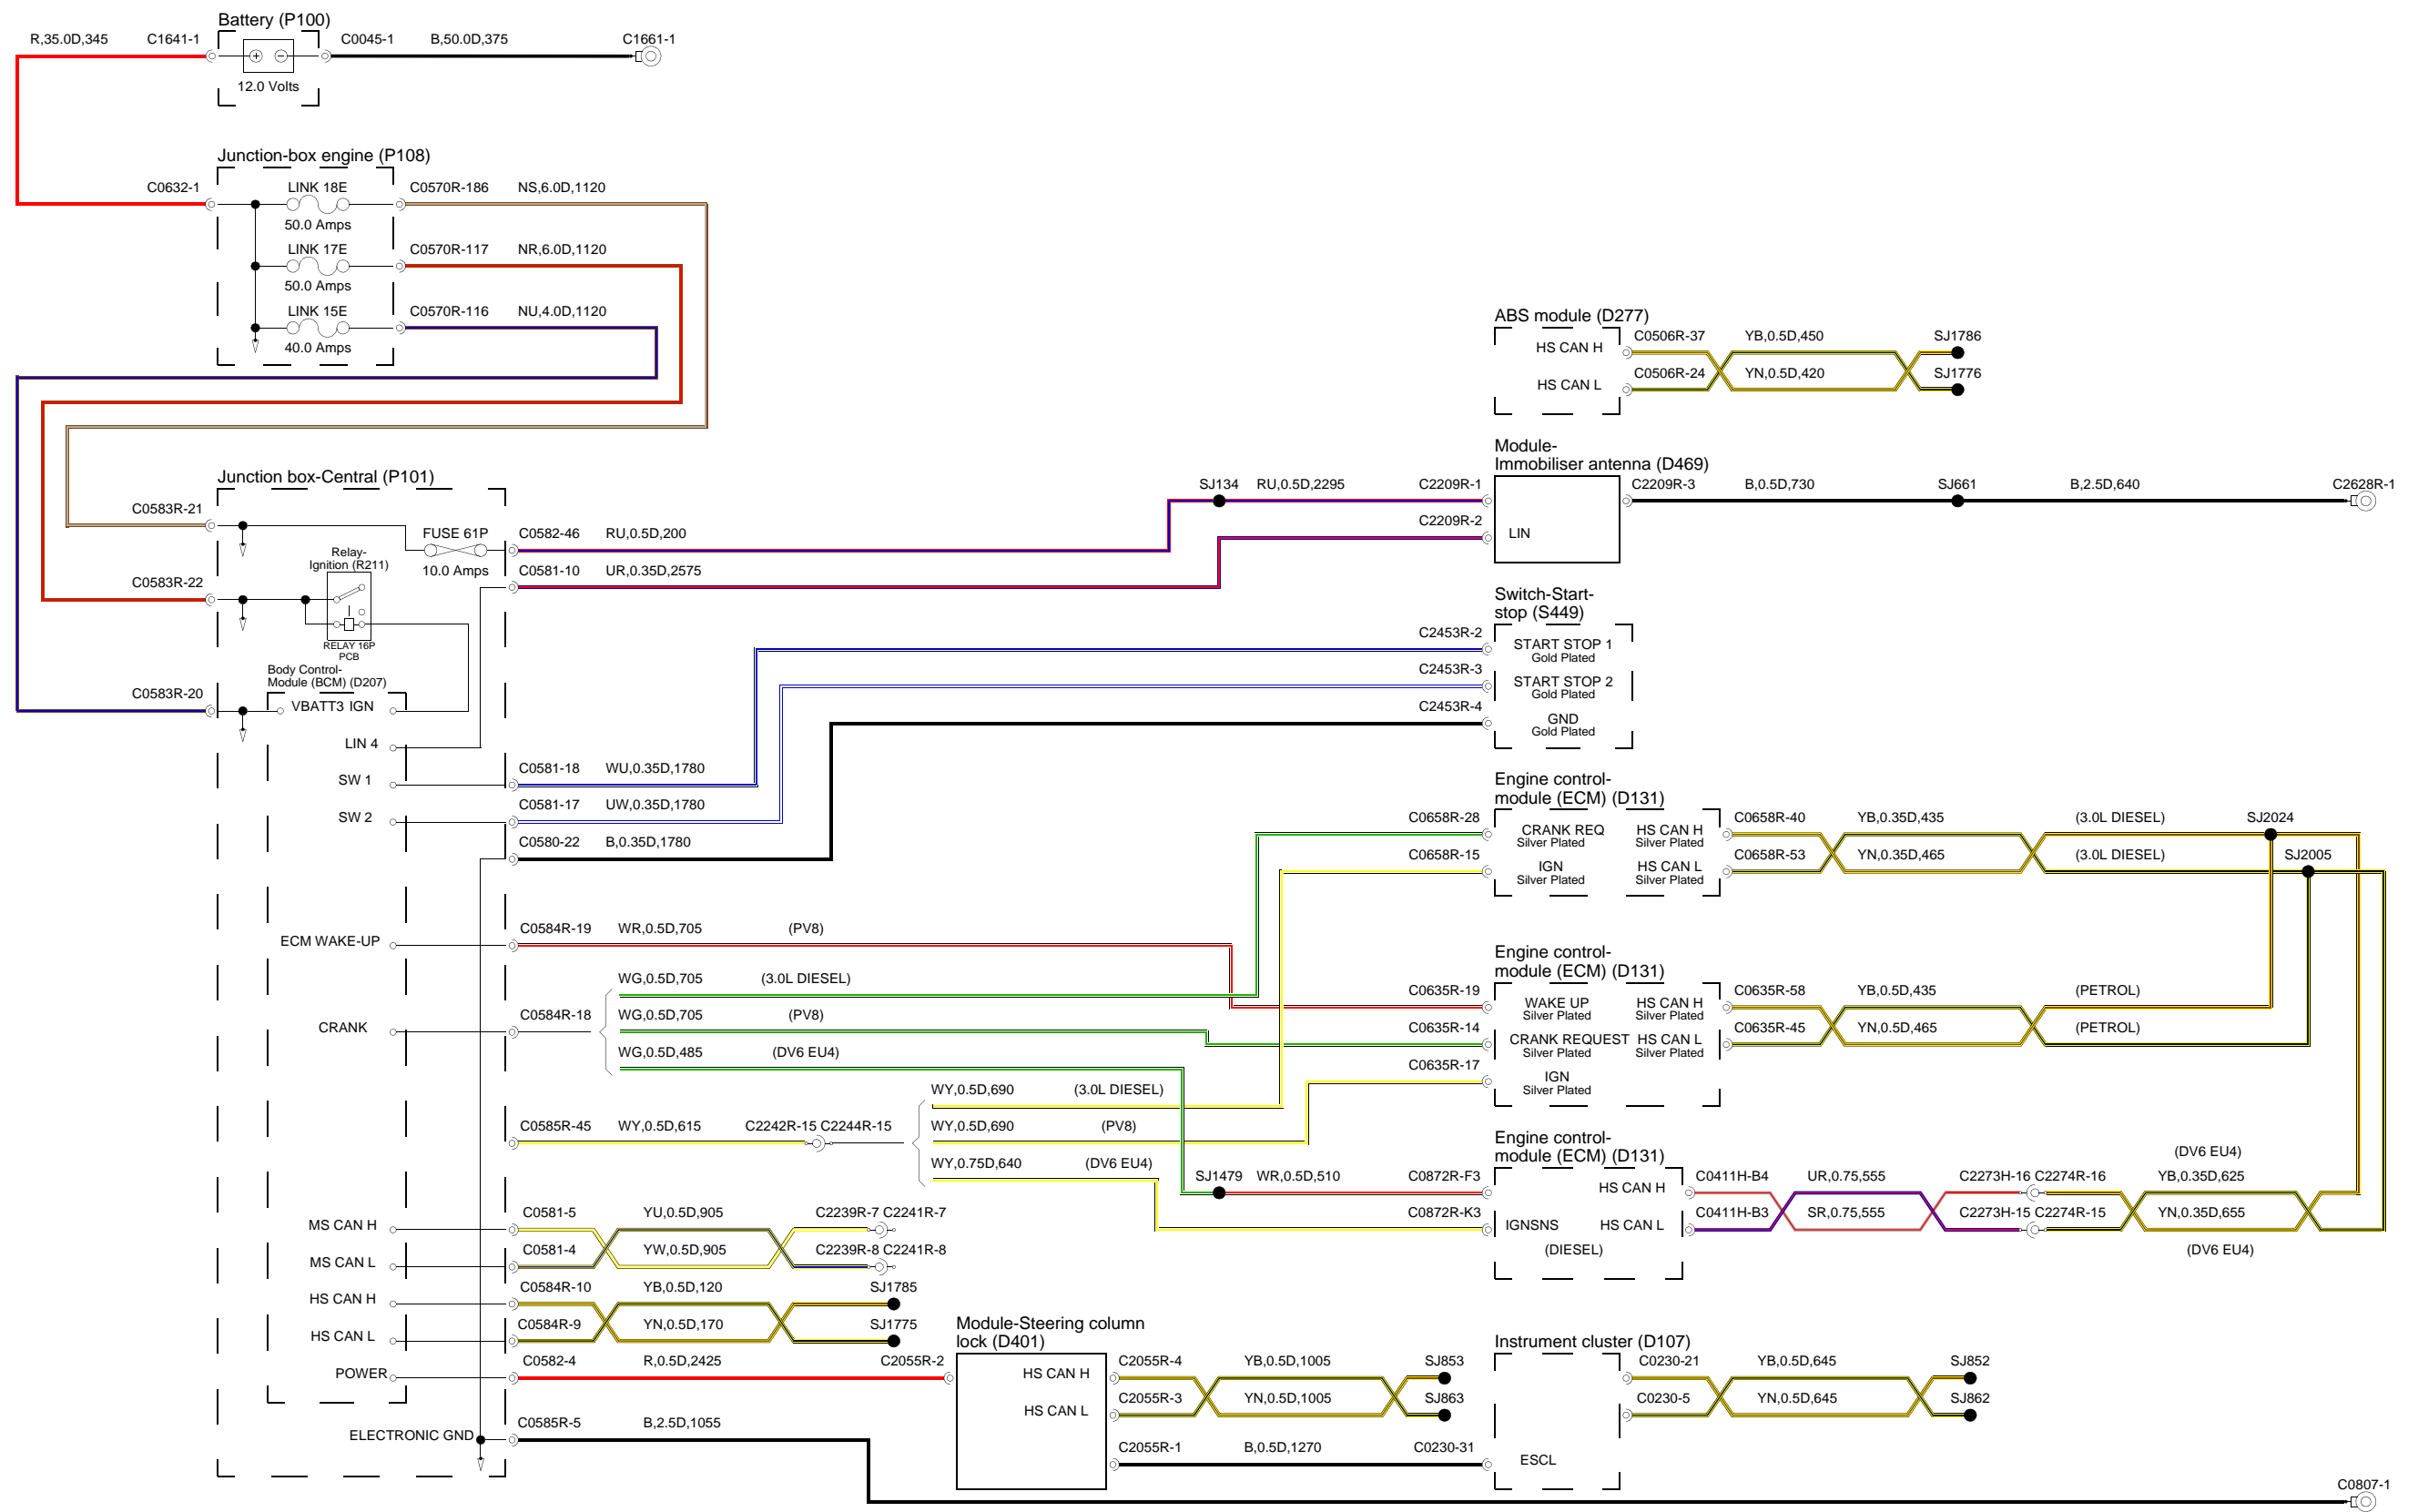 Battery (P100)
R,35.0D,345 C1641-1 C0045-1 B,50.0D,375 C1661-1
12.0 Volts
Junction-box engine (P108)
C0632-1 LINK 18E C0570R-186 NS,6.0D,1120
50.0 Amps
LINK 17E C0570R-117 NR,6.0D,1120
50.0 Amps
LINK 15E C0570R-116 NU,4.0D,1120
40.0 Amps
ABS module (D277)
C0506R-37 YB,0.5D,450 SJ1786
HS CAN H
C0506R-24 YN,0.5D,420 SJ1776
HS CAN L
Module-
Immobiliser antenna (D469)
Junction box-Central (P101)
SJ134 RU,0.5D,2295 C2209R-1 C2209R-3 B,0.5D,730 SJ661 B,2.5D,640 C2628R-1
C0583R-21
C2209R-2
FUSE 61P C0582-46 RU,0.5D,200 LIN
10.0 Amps
Relay-
Ignition (R211)
C0581-10 UR,0.35D,2575
C0583R-22
RELAY 16P
PCB
Switch-Start-
stop (S449)
C2453R-2
START STOP 1
Gold Plated
C2453R-3
START STOP 2
Gold Plated
C2453R-4
GND
Gold Plated
Body Control-
Module (BCM) (D207)
C0583R-20
VBATT3 IGN
LIN 4
SW 1 C0581-18 WU,0.35D,1780
SW 2 C0581-17 UW,0.35D,1780
C0580-22 B,0.35D,1780
Engine control-
module (ECM) (D131)
C0658R-28 CRANK REQ HS CAN H C0658R-40 YB,0.35D,435 (3.0L DIESEL) SJ2024
Silver Plated Silver Plated
C0658R-15 IGN HS CAN L C0658R-53 YN,0.35D,465 (3.0L DIESEL) SJ2005
Silver Plated Silver Plated
ECM WAKE-UP C0584R-19 WR,0.5D,705 (PV8)
Engine control-
module (ECM) (D131)
WG,0.5D,705 (3.0L DIESEL)
C0635R-19 WAKE UP HS CAN H C0635R-58 YB,0.5D,435 (PETROL)
Silver Plated Silver Plated
CRANK C0584R-18 WG,0.5D,705 (PV8)
C0635R-14 CRANK REQUEST HS CAN L C0635R-45 YN,0.5D,465 (PETROL)
Silver Plated Silver Plated
WG,0.5D,485 (DV6 EU4)
C0635R-17 IGN
Silver Plated
WY,0.5D,690 (3.0L DIESEL)
C0585R-45 WY,0.5D,615 C2242R-15 C2244R-15 WY,0.5D,690 (PV8)
WY,0.75D,640 (DV6 EU4)
Engine control-
module (ECM) (D131)
(DV6 EU4)
SJ1479 WR,0.5D,510 C0872R-F3 HS CAN H C0411H-B4 UR,0.75,555 C2273H-16 C2274R-16 YB,0.35D,625
C0872R-K3 IGNSNS HS CAN L C0411H-B3 SR,0.75,555 C2273H-15 C2274R-15 YN,0.35D,655
(DIESEL) (DV6 EU4)
MS CAN H C0581-5 YU,0.5D,905 C2239R-7 C2241R-7
MS CAN L C0581-4 YW,0.5D,905 C2239R-8 C2241R-8
HS CAN H C0584R-10 YB,0.5D,120 SJ1785
HS CAN L C0584R-9 YN,0.5D,170 SJ1775
Module-Steering column
lock (D401)
Instrument cluster (D107)
POWER C0582-4 R,0.5D,2425 C2055R-2 HS CAN H C2055R-4 YB,0.5D,1005 SJ853 C0230-21 YB,0.5D,645 SJ852
HS CAN L C2055R-3 YN,0.5D,1005 SJ863 C0230-5 YN,0.5D,645 SJ862
ELECTRONIC GND C0585R-5 B,2.5D,1055 C2055R-1 B,0.5D,1270 C0230-31 ESCL
C0807-1